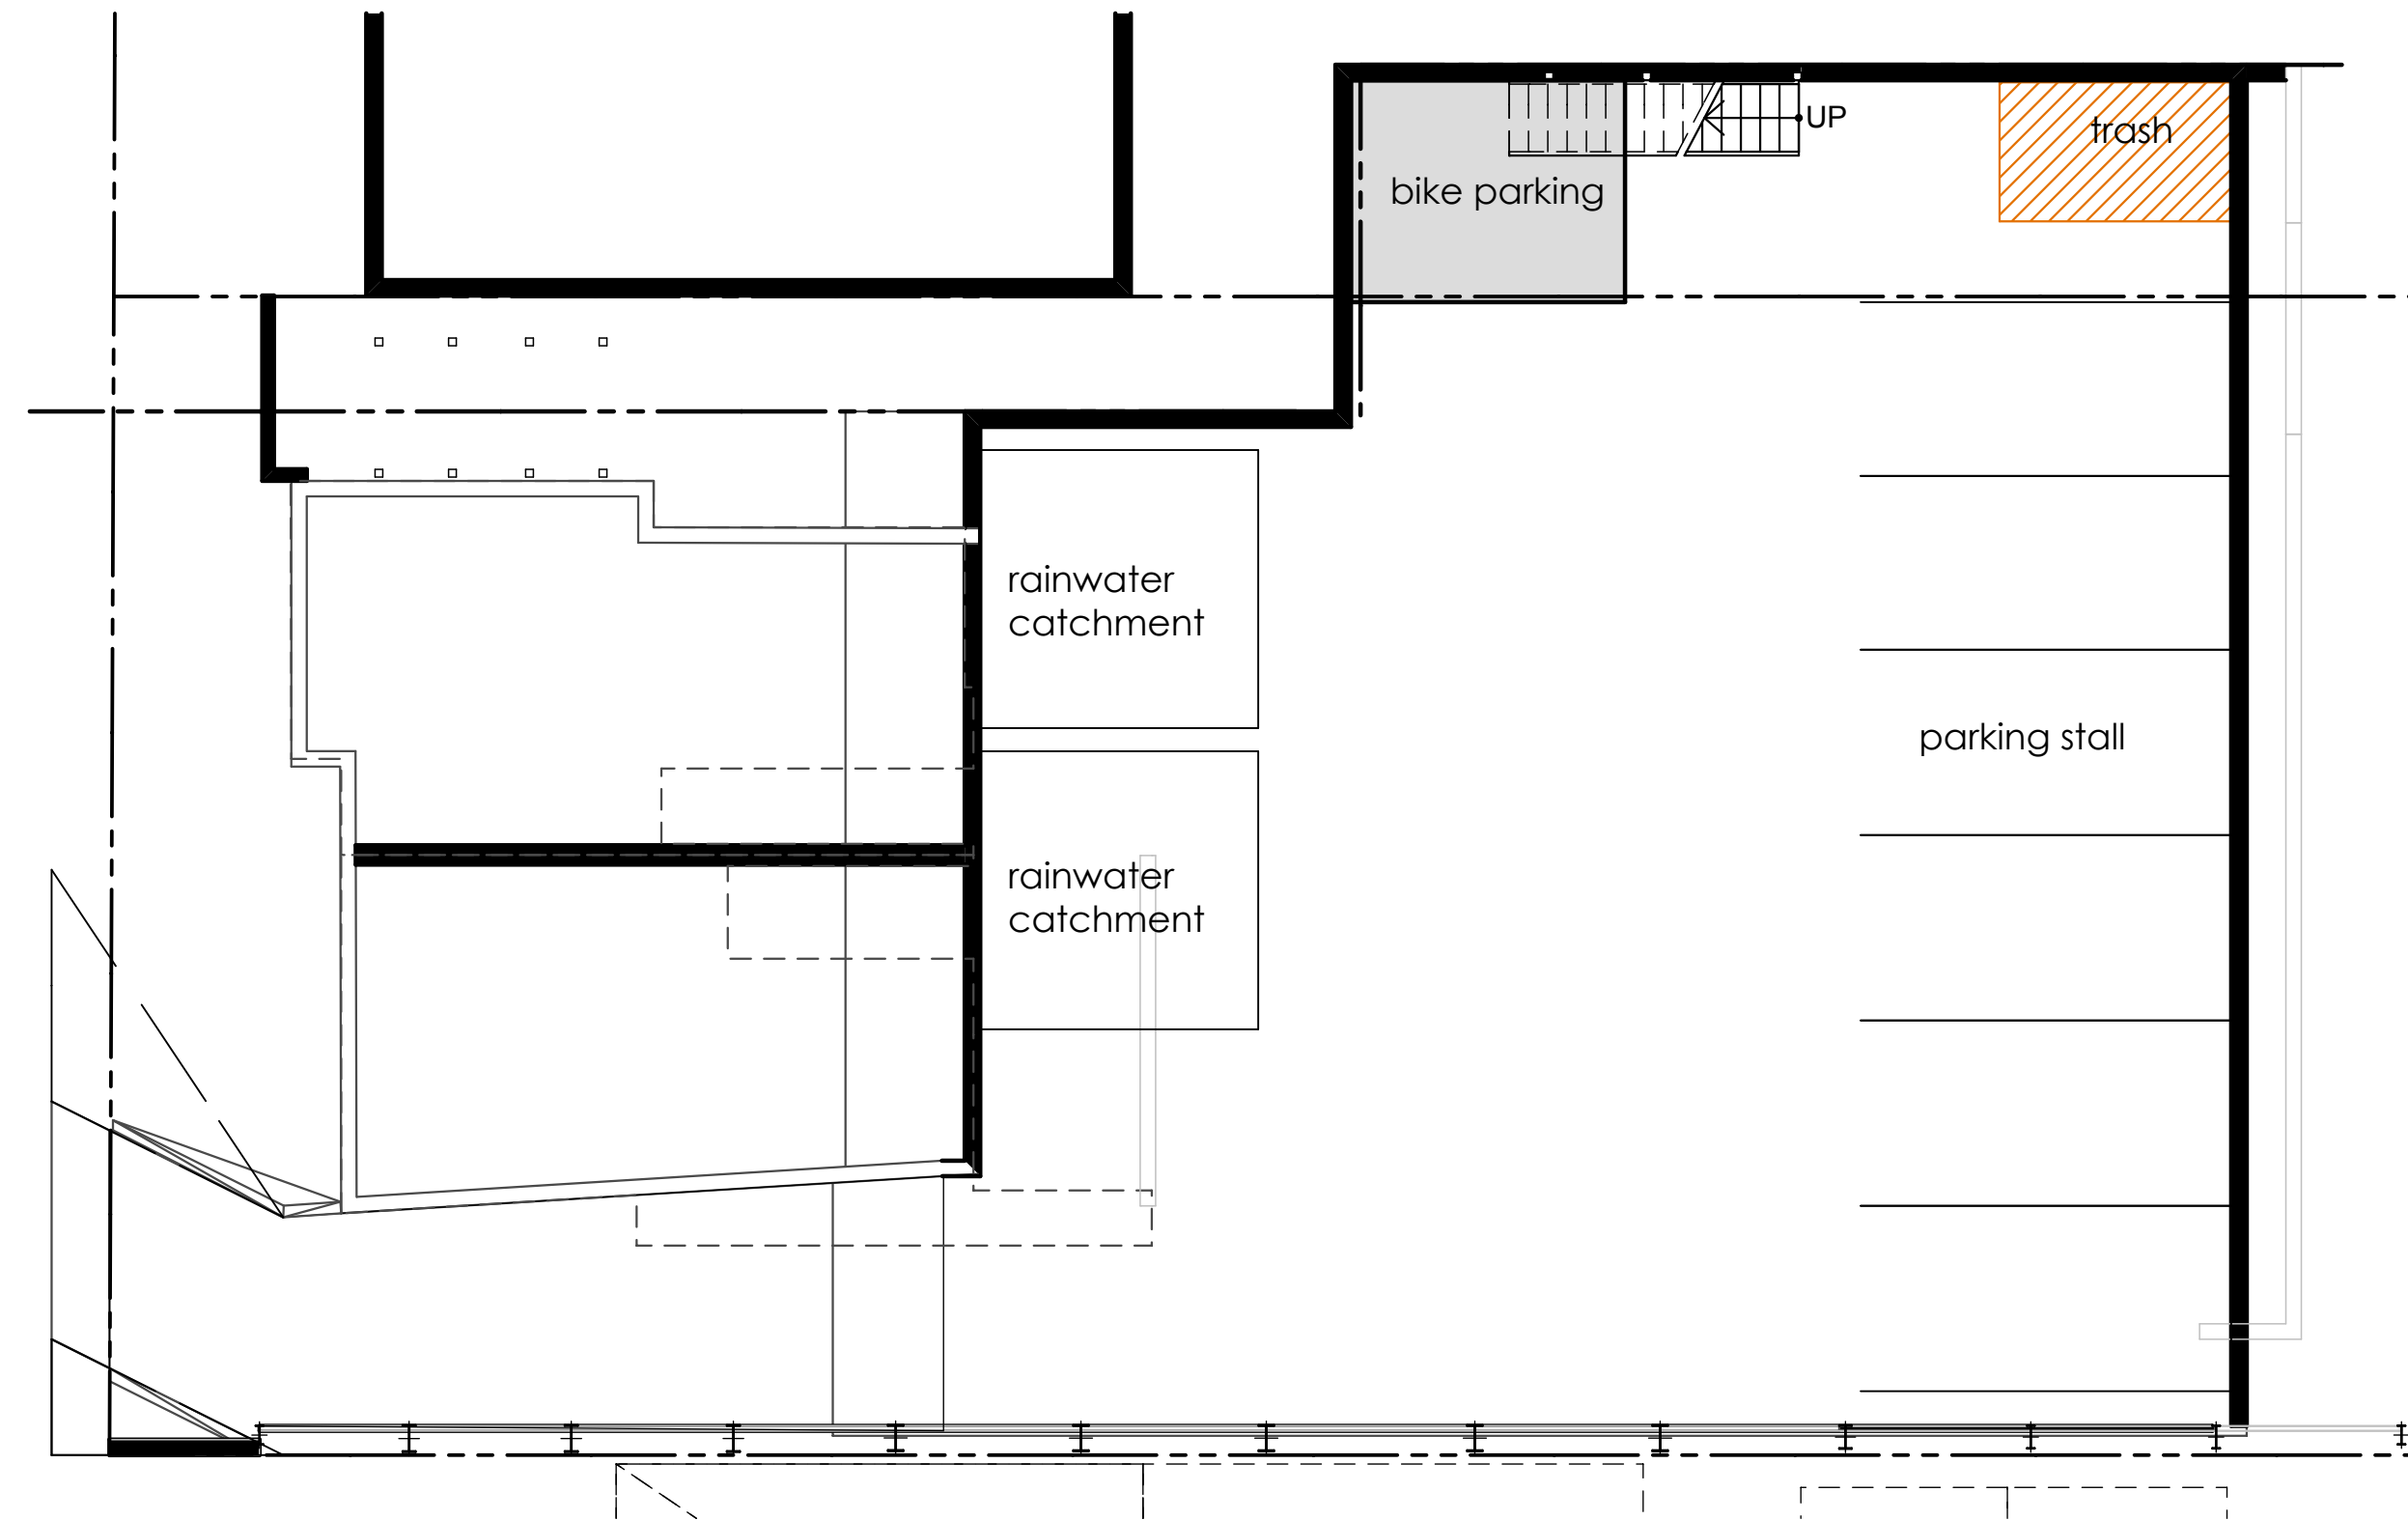 UP
trash
bike parking
rainwater
catchment
parking stall
rainwater
catchment